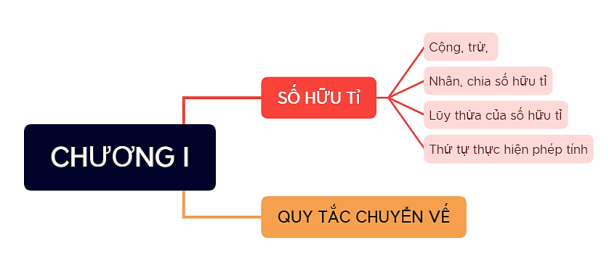 CHƯƠNG I
SỐ HỮU TỈ
Cộng, trừ,
Nhân, chia số hữu tỉ
Lũy thừa của số hữu tỉ
Thứ tự thực hiện phép tính
QUY TẮC CHUYỂN VẾ